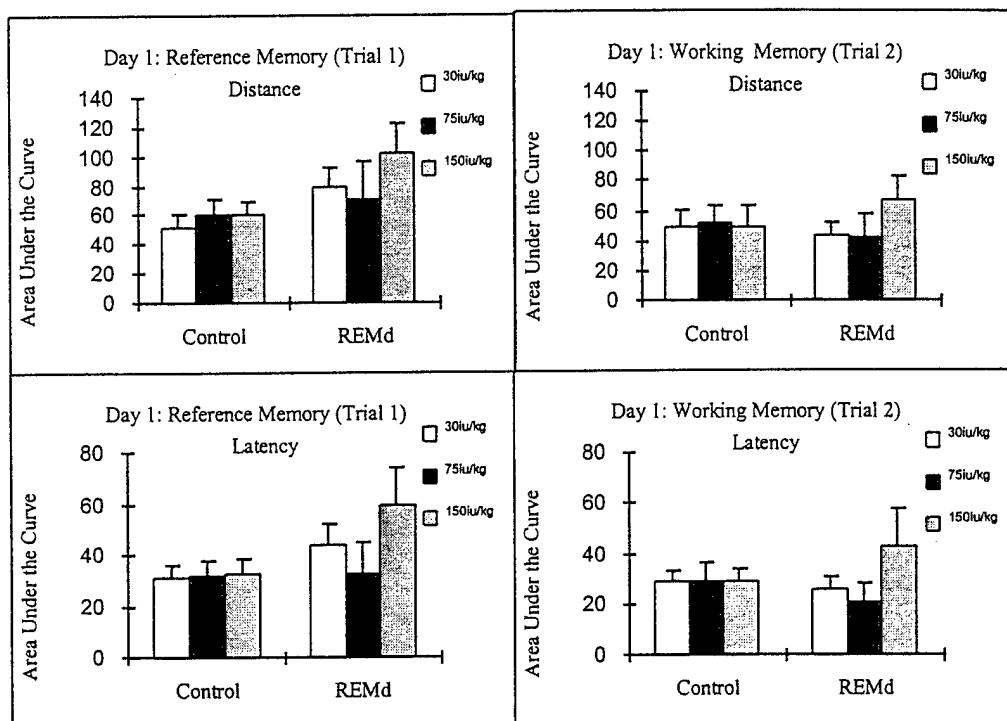 Day 1: Reference Memory (Trial 1)
Distance
30iu/kg
75iu/kg
150iu/kg
Area Under the Curve
140
120
100
80
60
40
20
0
Control
REMd
Day 1: Working Memory (Trial 2)
Distance
30iu/kg
75iu/kg
150iu/kg
Area Under the Curve
140
120
100
80
60
40
20
0
Control
REMd
Day 1: Reference Memory (Trial 1)
Latency
30iu/kg
75iu/kg
150iu/kg
Area Under the Curve
80
60
40
20
0
Control
REMd
Day 1: Working Memory (Trial 2)
Latency
30iu/kg
75iu/kg
150iu/kg
Area Under the Curve
80
60
40
20
0
Control
REMd